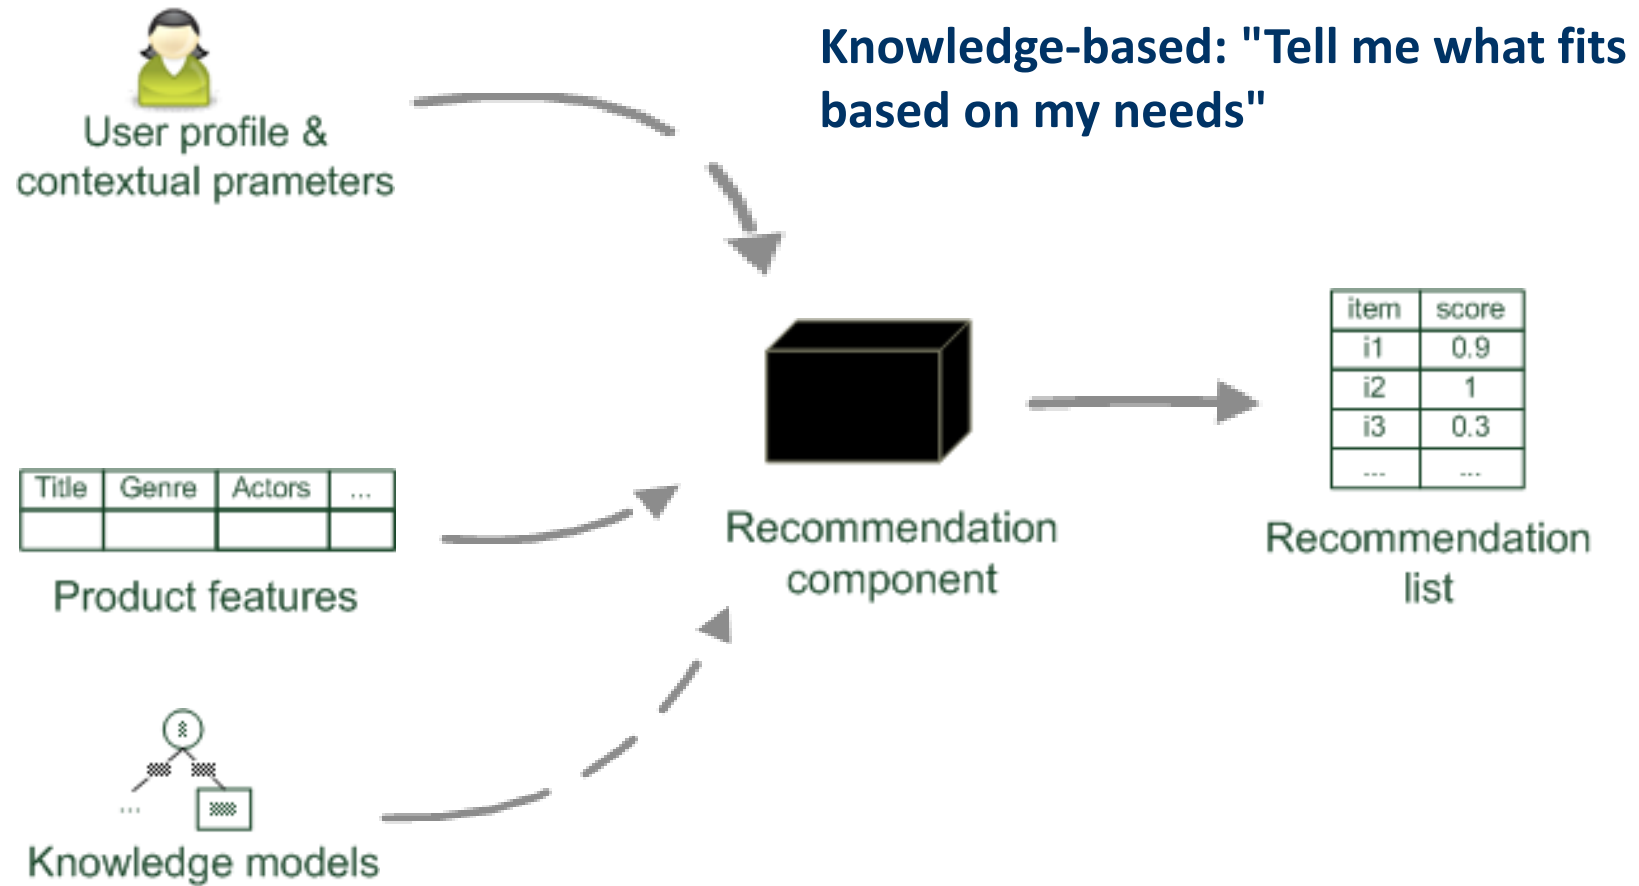 Knowledge-based: "Tell me what fits
based on my needs"
User profile &
contextual prameters
Title Genre Actors ...
Product features
Knowledge models
...
Recommendation
component
item score
i1 0.9
i2 1
i3 0.3
... ...
Recommendation
list